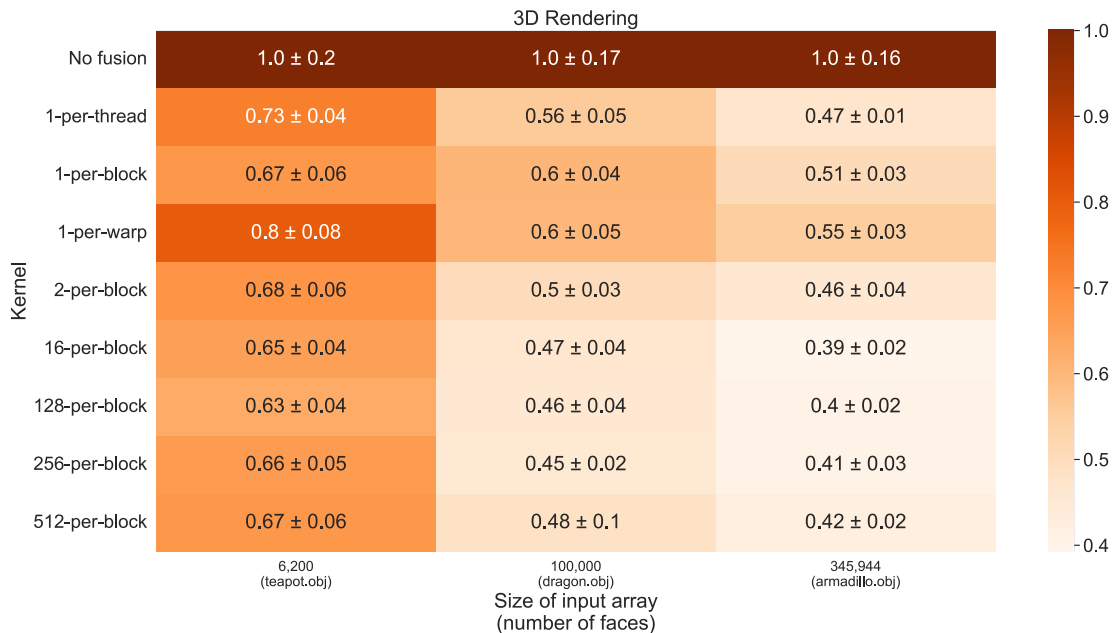 3D Rendering
No fusion 1.0 ± 0.2 1.0 ± 0.17 1.0 ± 0.16
1-per-thread 0.73 ± 0.04 0.56 ± 0.05 0.47 ± 0.01
1-per-block 0.67 ± 0.06 0.6 ± 0.04 0.51 ± 0.03
1-per-warp 0.8 ± 0.08 0.6 ± 0.05 0.55 ± 0.03
2-per-block 0.68 ± 0.06 0.5 ± 0.03 0.46 ± 0.04
16-per-block 0.65 ± 0.04 0.47 ± 0.04 0.39 ± 0.02
128-per-block 0.63 ± 0.04 0.46 ± 0.04 0.4 ± 0.02
256-per-block 0.66 ± 0.05 0.45 ± 0.02 0.41 ± 0.03
512-per-block 0.67 ± 0.06 0.48 ± 0.1 0.42 ± 0.02
Kernel
6,200 100,000 345,944
(teapot.obj) (dragon.obj) (armadillo.obj)
Size of input array
(number of faces)
1.0
0.9
0.8
0.7
0.6
0.5
0.4